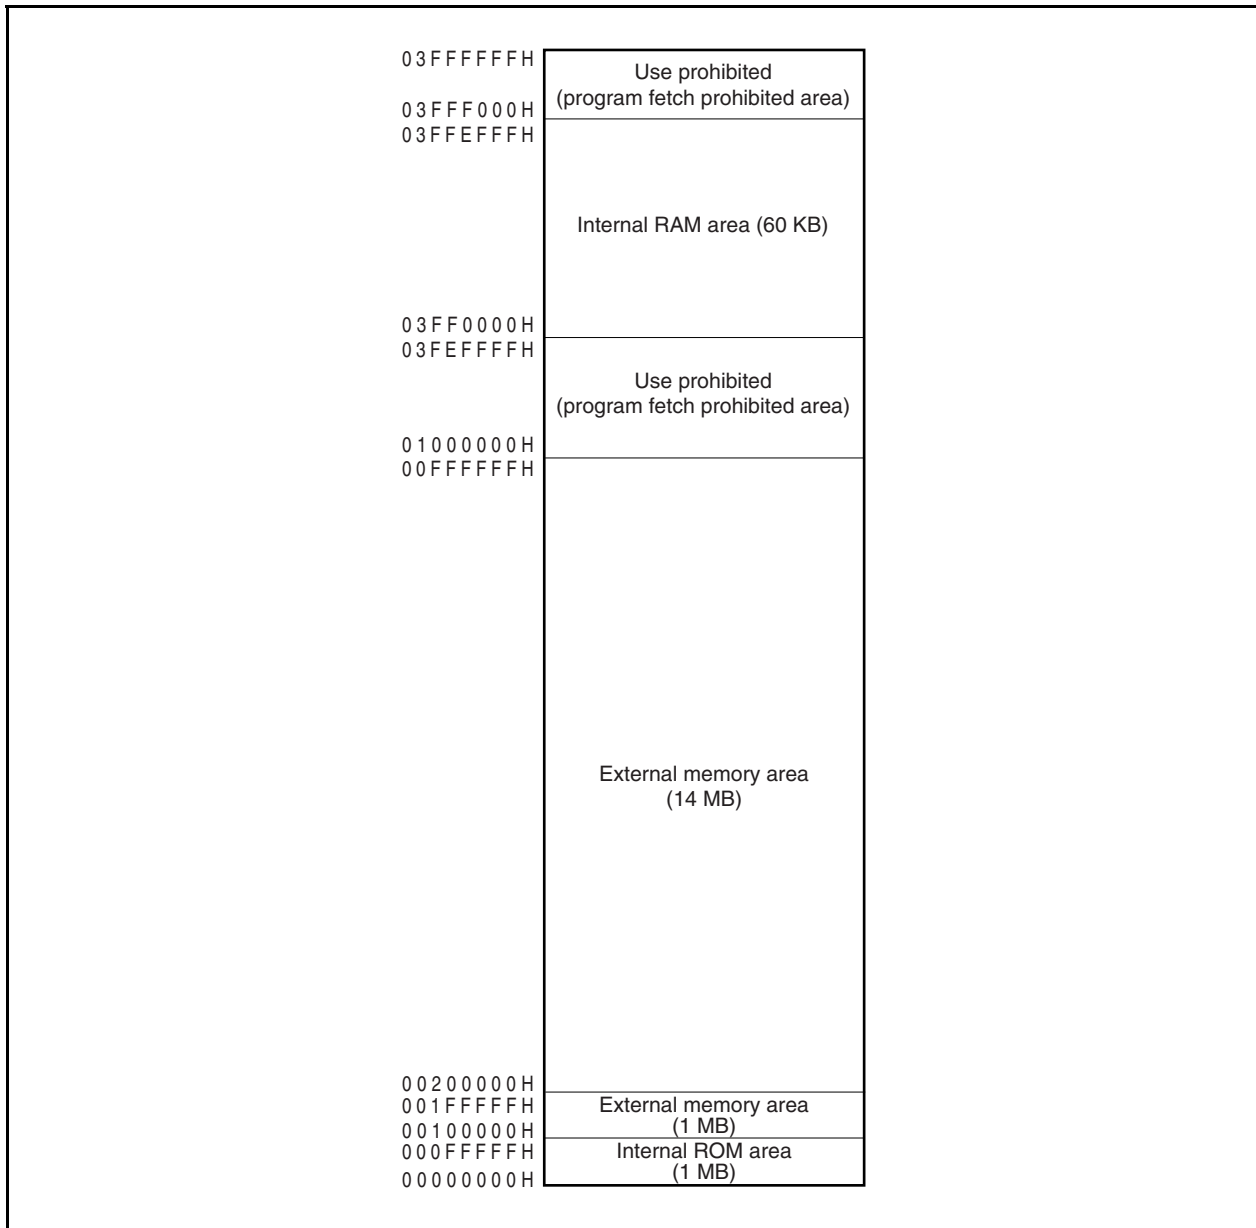 03FFFFFFH
Use prohibited
(program fetch prohibited area)
03FFF000H
03FFEFFFH
Internal RAM area (60 KB)
03FF0000H
03FEFFFFH
Use prohibited
(program fetch prohibited area)
01000000H
00FFFFFFH
External memory area
(14 MB)
00200000H
001FFFFFH
External memory area
(1 MB)
00100000H
000FFFFFH
Internal ROM area
(1 MB)
00000000H